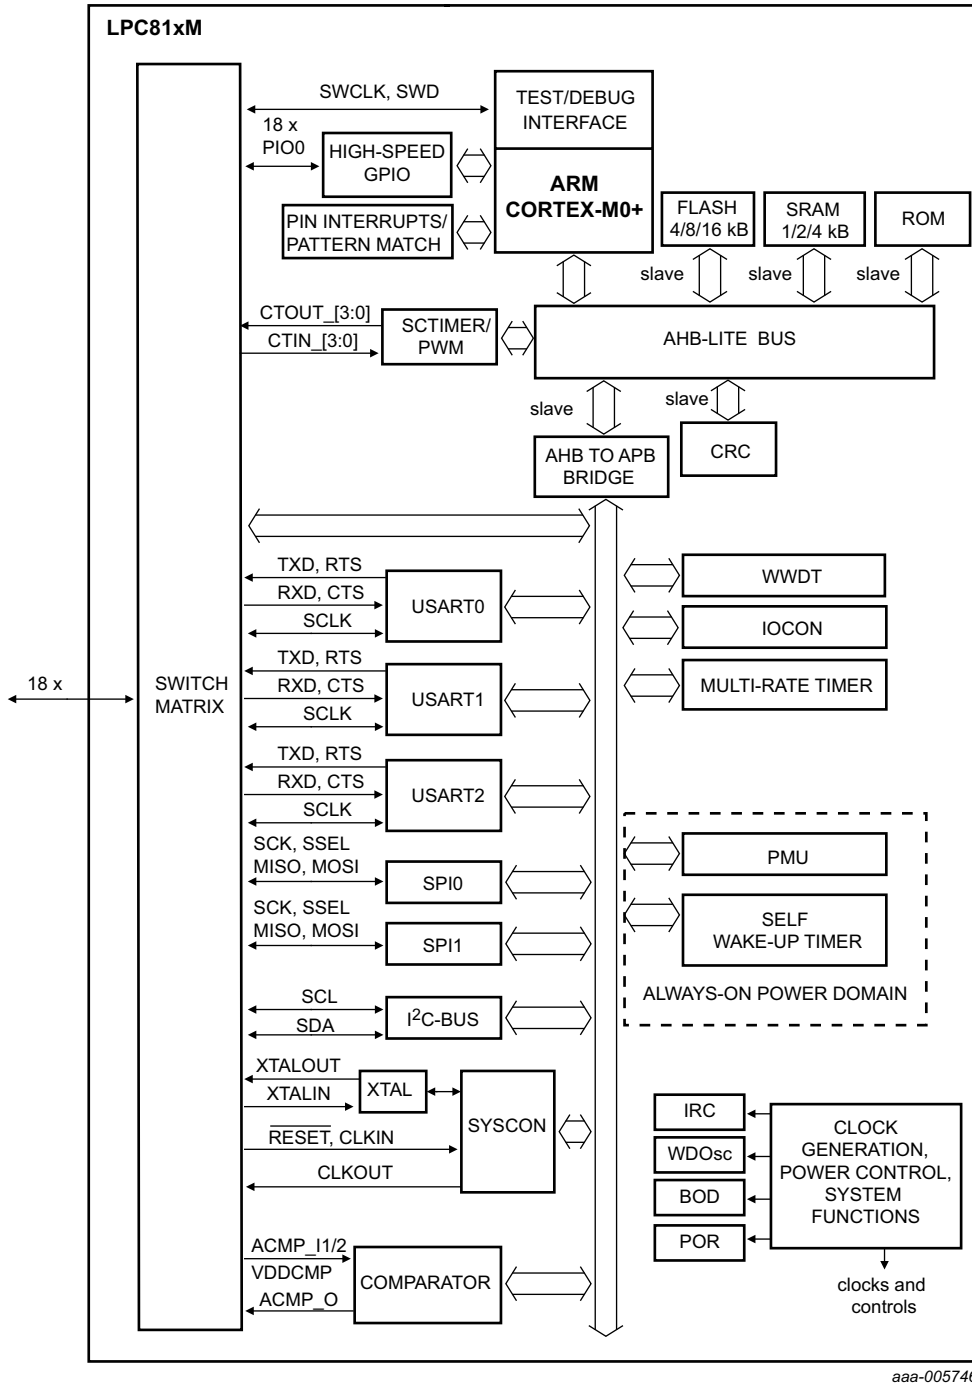 LPC81xM
SWCLK, SWD
TEST/DEBUG
INTERFACE
18 x
PIO0
HIGH-SPEED
GPIO
ARM
CORTEX-M0+
PIN INTERRUPTS/
PATTERN MATCH
FLASH
4/8/16 kB
SRAM
1/2/4 kB
ROM
slave
slave
slave
CTOUT_[3:0]
CTIN_[3:0]
SCTIMER/
PWM
AHB-LITE BUS
slave
slave
AHB TO APB
BRIDGE
CRC
TXD, RTS
RXD, CTS
SCLK
USART0
WWDT
IOCON
18 x
SWITCH
MATRIX
TXD, RTS
RXD, CTS
SCLK
USART1
MULTI-RATE TIMER
TXD, RTS
RXD, CTS
SCLK
USART2
SCK, SSEL
MISO, MOSI
SPI0
PMU
SCK, SSEL
MISO, MOSI
SPI1
SELF
WAKE-UP TIMER
ALWAYS-ON POWER DOMAIN
SCL
SDA
I2C-BUS
XTALOUT
XTALIN
XTAL
RESET, CLKIN
CLKOUT
SYSCON
IRC
WDOsc
BOD
POR
CLOCK
GENERATION,
POWER CONTROL,
SYSTEM
FUNCTIONS
clocks and
controls
ACMP_I1/2
VDDCMP
ACMP_O
COMPARATOR
aaa-005746